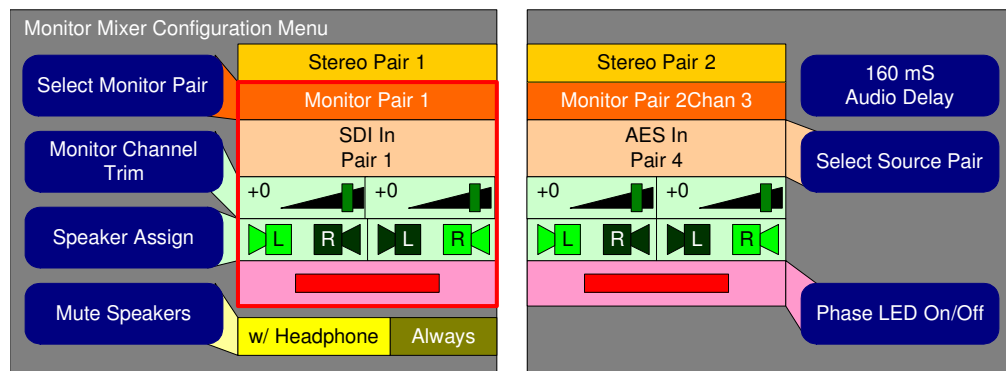 Monitor Mixer Configuration Menu
Select Monitor Pair
Monitor Channel
Trim
Speaker Assign
Mute Speakers
Stereo Pair 1
Monitor Pair 1
SDI In
Pair 1
+0
+0
L
R
L
R
w/ Headphone
Always
Stereo Pair 2
Monitor Pair 2Chan 3
AES In
Pair 4
+0
+0
L
R
L
R
160 mS
Audio Delay
Select Source Pair
Phase LED On/Off